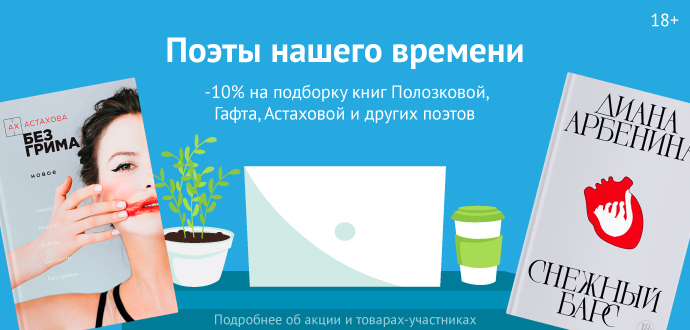 18+
Поэты нашего времени
-10% на подборку книг Полозковой,
Гафта, Астаховой и других поэтов
АХ АСТАХОВА
БЕЗ
ГРИМА
новое
ДИАНА
АРБЕНИНА
СНЕЖНЫЙ
БАРС
Подробнее об акции и товарах-участниках